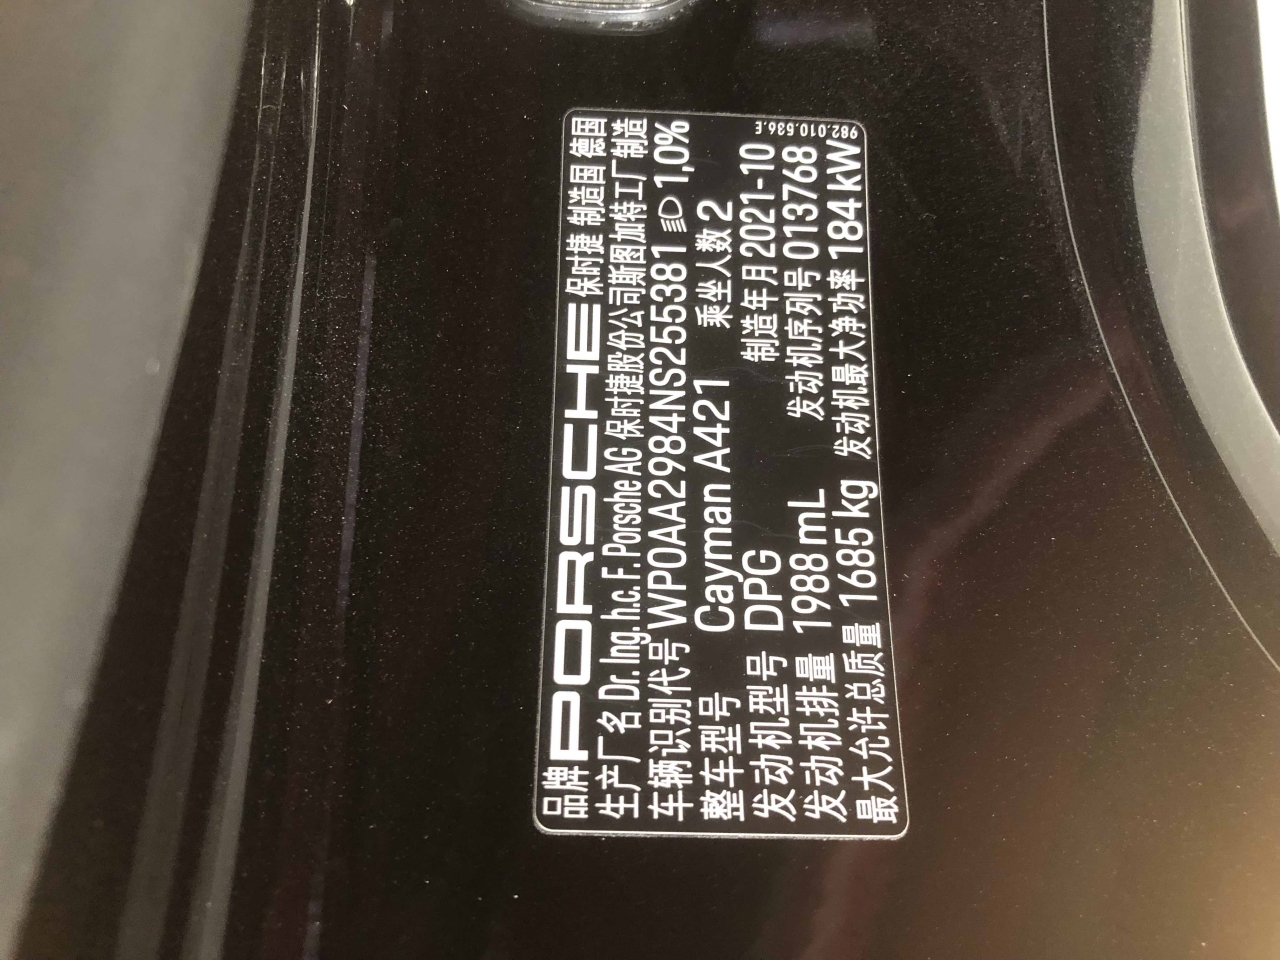 982.010.536.E
品牌 PORSCHE 保时捷 制造国 德国
生产厂名 Dr. Ing. h.c. F. Porsche AG 保时捷股份公司斯图加特工厂制造
车辆识别代号 WP0AA2984NS255381 1,0%
整车型号 Cayman A421 乘坐人数 2
发动机型号 DPG 制造年月 2021-10
发动机排量 1988 mL 发动机序列号 013768
最大允许总质量 1685 kg 发动机最大净功率 184 kW